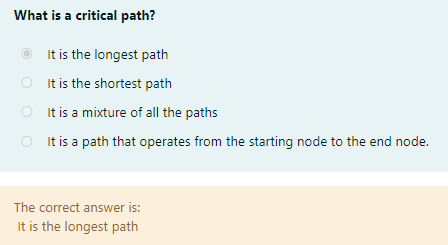 What is a critical path?
It is the longest path
It is the shortest path
It is a mixture of all the paths
It is a path that operates from the starting node to the end node.
The correct answer is:
It is the longest path